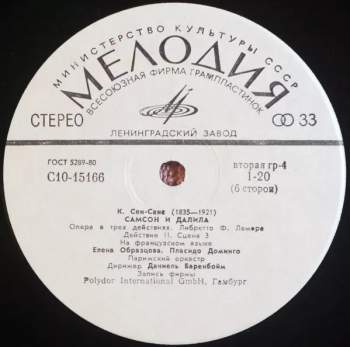 МИНИСТЕРСТВО КУЛЬТУРЫ СССР
МЕЛОДИЯ
ВСЕСОЮЗНАЯ ФИРМА ГРАМПЛАСТИНОК
СТЕРЕО
33
ЛЕНИНГРАДСКИЙ ЗАВОД
ГОСТ 5289-80
С10-15166
вторая гр-4
1-20
(6 сторон)
К. Сен-Санс (1835—1921)
САМСОН И ДАЛИЛА
Опера в трех действиях. Либретто Ф. Лемера
Действие II. Сцена 3
На французском языке
Елена Образцова, Пласидо Доминго
Парижский оркестр
Дирижер Даниель Баренбойм
Запись фирмы
Polydor International GmbH, Гамбург